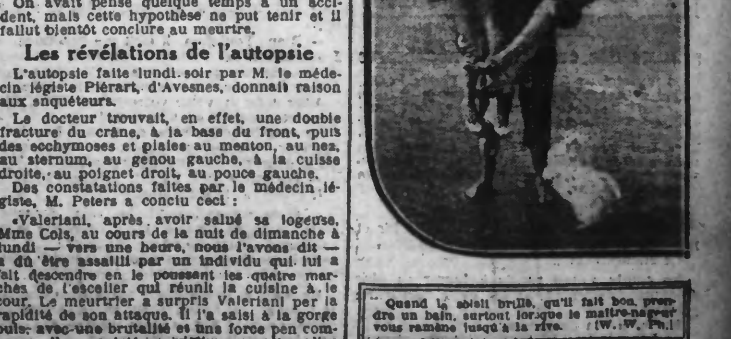 On avait pensé quelque temps à un acci-
dent, mais cette hypothèse ne put tenir et il
fallut bientôt conclure au meurtre.
Les révélations de l'autopsie
L'autopsie faite lundi soir par M. le méde-
cin légiste Piérart, d'Avesnes, donnait raison
aux enquêteurs.
Le docteur trouvait, en effet, une double
fracture du crâne, à la base du front, puis
des ecchymoses et plaies au menton, au nez,
au sternum, au genou gauche, à la cuisse
droite, au poignet droit, au pouce gauche.
Des constatations faites par le médecin lé-
giste, M. Peters a conclu ceci :
«Valeriani, après avoir salué sa logeuse,
Mme Cols, au cours de la nuit de dimanche à
lundi — vers une heure, nous l'avons dit —
a dû être assailli par un individu qui lui a
fait descendre en le poussant les quatre mar-
ches de l'escalier qui réunit la cuisine à le
cour. Le meurtrier a surpris Valeriani per la
rapidité de son attaque. Il l'a saisi à la gorge
puis avec une brutalité et une force peu com-
Quand le soleil brille, qu'il fait bon pren-
dre un bain, surtout lorsque le maître-nageur
vous ramène jusqu'à la rive. (W. W. Ph.)